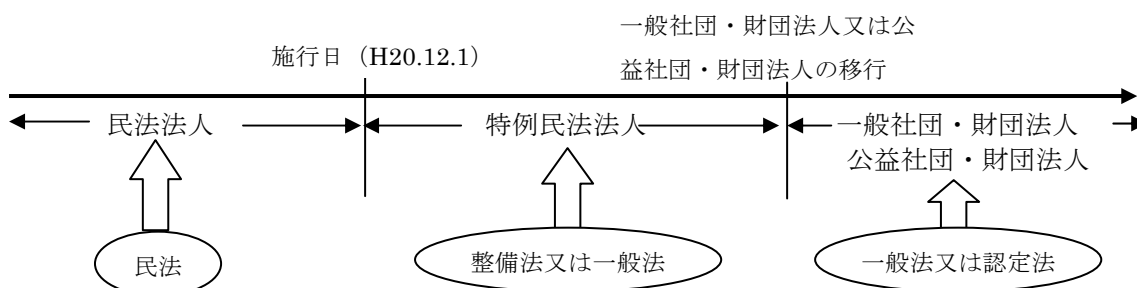 一般社団・財団法人又は公
益社団・財団法人の移行
施行日（H20.12.1）
民法法人
特例民法法人
一般社団・財団法人
公益社団・財団法人
民法
整備法又は一般法
一般法又は認定法